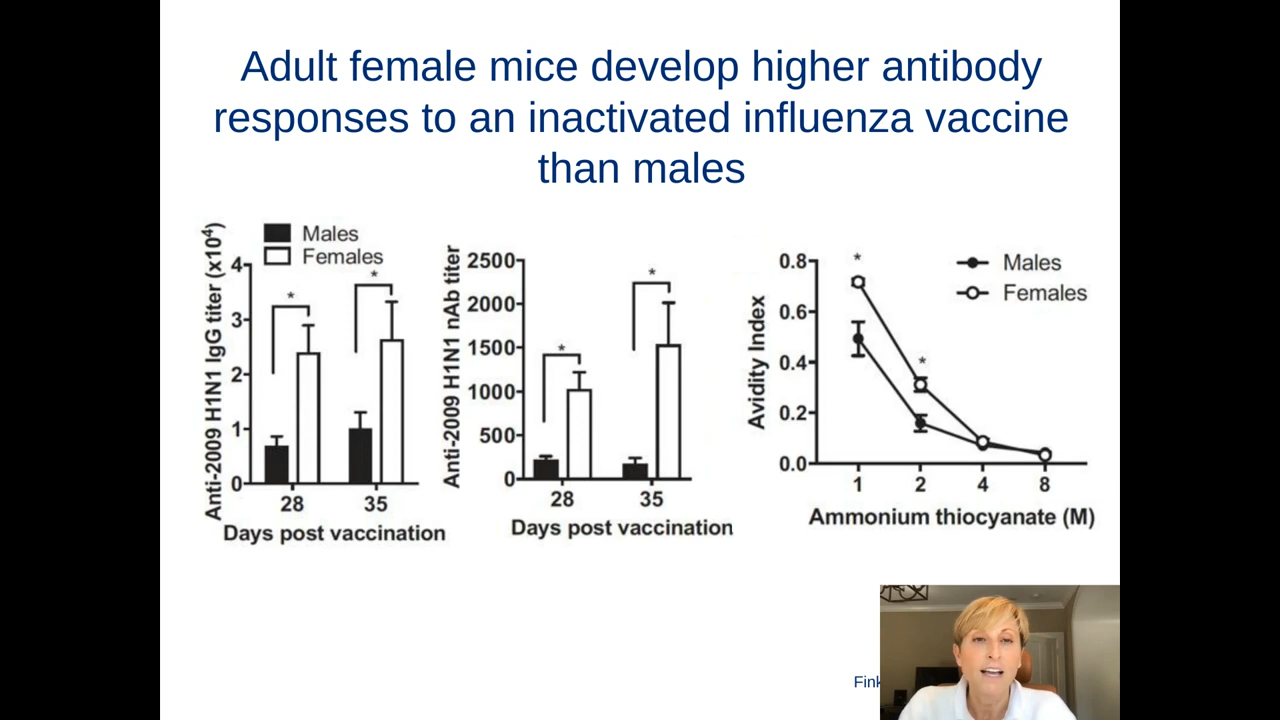 Adult female mice develop higher antibody
responses to an inactivated influenza vaccine
than males
Males
Females
Anti-2009 H1N1 IgG titer (x10⁴)
4
3
2
1
0
*
*
28
35
Days post vaccination
Anti-2009 H1N1 nAb titer
2500
2000
1500
1000
500
0
*
*
28
35
Days post vaccination
Males
Females
Avidity Index
0.8
0.6
0.4
0.2
0.0
*
*
1
2
4
8
Ammonium thiocyanate (M)